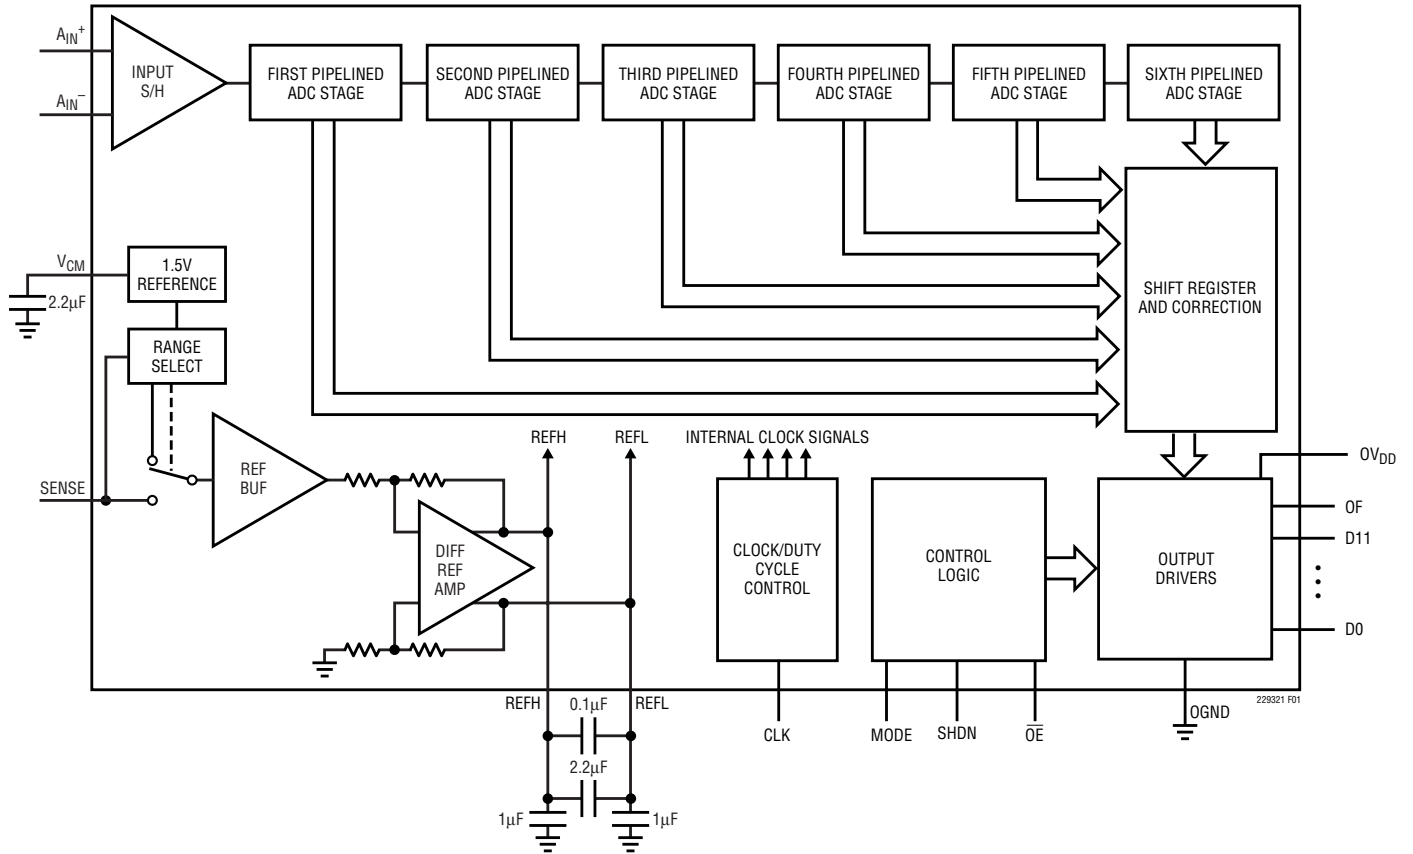 AIN+
INPUT
S/H
AIN−
FIRST PIPELINED
ADC STAGE
SECOND PIPELINED
ADC STAGE
THIRD PIPELINED
ADC STAGE
FOURTH PIPELINED
ADC STAGE
FIFTH PIPELINED
ADC STAGE
SIXTH PIPELINED
ADC STAGE
VCM
2.2µF
1.5V
REFERENCE
RANGE
SELECT
SHIFT REGISTER
AND CORRECTION
SENSE
REF
BUF
DIFF
REF
AMP
REFH
REFL
INTERNAL CLOCK SIGNALS
CLOCK/DUTY
CYCLE
CONTROL
CONTROL
LOGIC
OUTPUT
DRIVERS
OVDD
OF
D11
D0
229321 F01
REFH
0.1µF
REFL
2.2µF
1µF
1µF
CLK
MODE
SHDN
O̅E̅
OGND